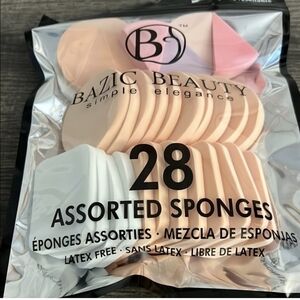 B
™
BAZIC BEAUTY
simple elegance
28
ASSORTED SPONGES
ÉPONGES ASSORTIES · MEZCLA DE ESPONJAS
LATEX FREE · SANS LATEX · LIBRE DE LATEX